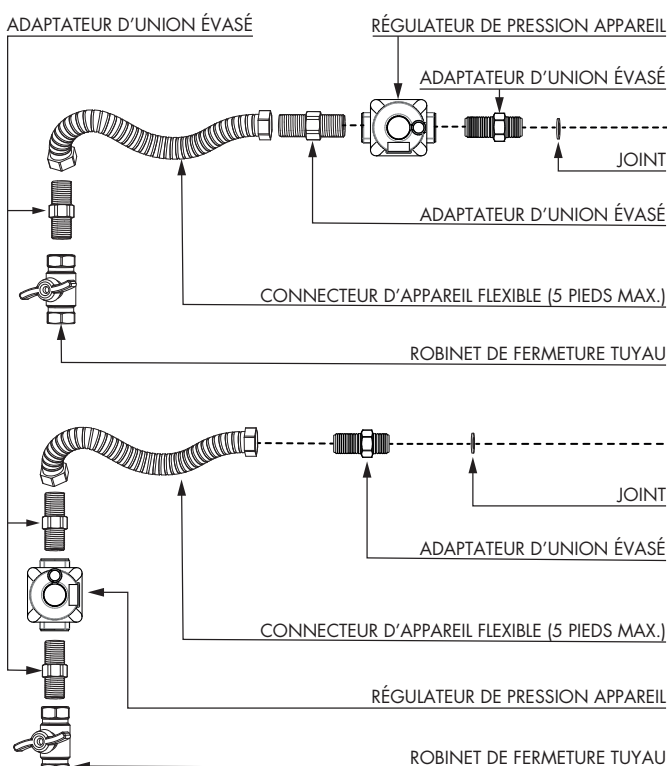 ADAPTATEUR D'UNION ÉVASÉ
RÉGULATEUR DE PRESSION APPAREIL
ADAPTATEUR D'UNION ÉVASÉ
JOINT
ADAPTATEUR D'UNION ÉVASÉ
CONNECTEUR D'APPAREIL FLEXIBLE (5 PIEDS MAX.)
ROBINET DE FERMETURE TUYAU
JOINT
ADAPTATEUR D'UNION ÉVASÉ
CONNECTEUR D'APPAREIL FLEXIBLE (5 PIEDS MAX.)
RÉGULATEUR DE PRESSION APPAREIL
ROBINET DE FERMETURE TUYAU